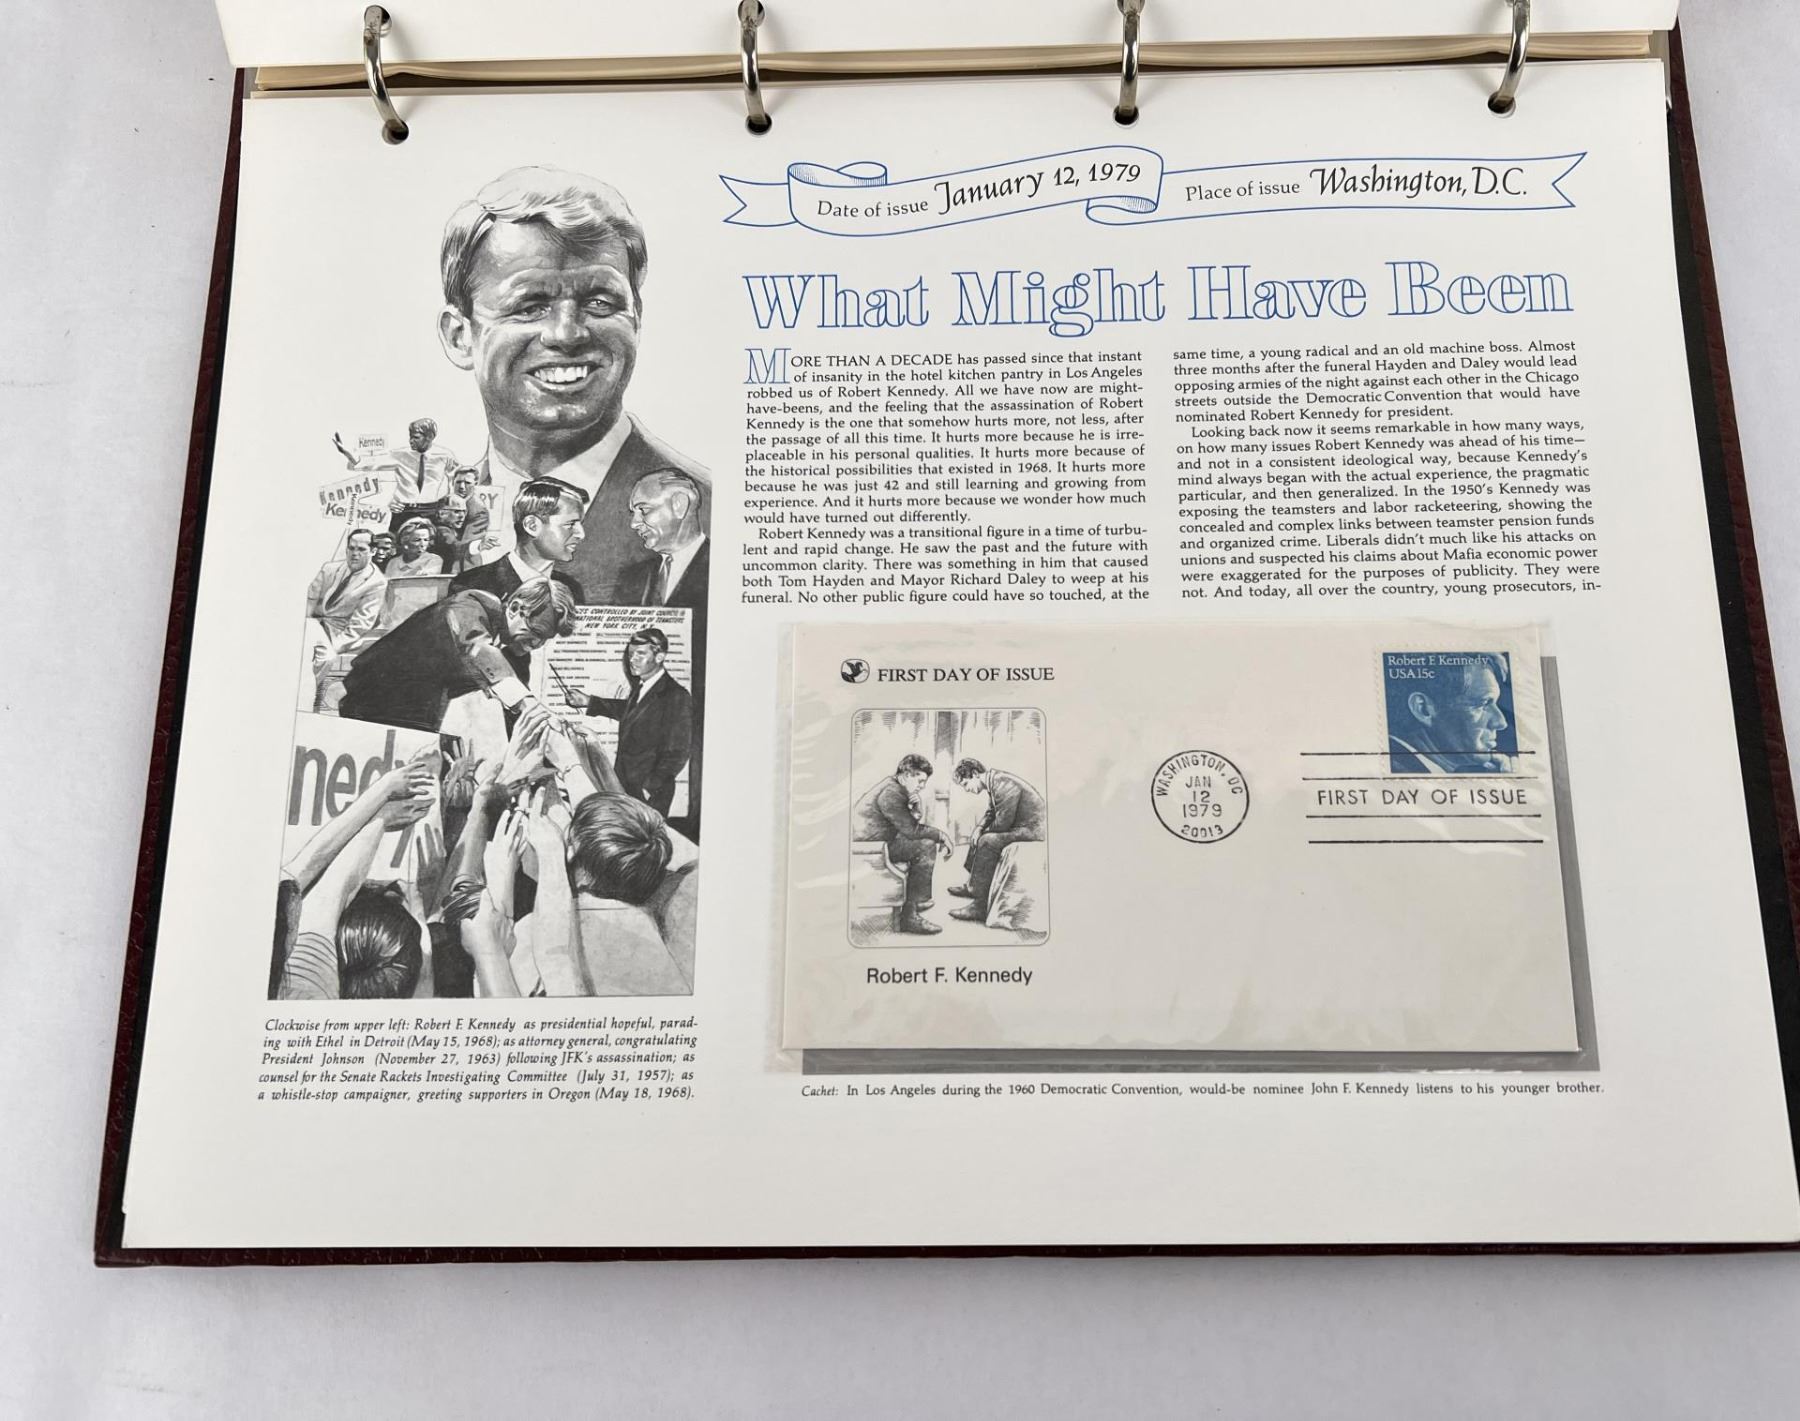 Date of issue January 12, 1979
Place of issue Washington, D.C.
What Might Have Been
MORE THAN A DECADE has passed since that instant
of insanity in the hotel kitchen pantry in Los Angeles
robbed us of Robert Kennedy. All we have now are might-
have-beens, and the feeling that the assassination of Robert
Kennedy is the one that somehow hurts more, not less, after
the passage of all this time. It hurts more because he is irre-
placeable in his personal qualities. It hurts more because of
the historical possibilities that existed in 1968. It hurts more
because he was just 42 and still learning and growing from
experience. And it hurts more because we wonder how much
would have turned out differently.
Robert Kennedy was a transitional figure in a time of turbu-
lent and rapid change. He saw the past and the future with
uncommon clarity. There was something in him that caused
both Tom Hayden and Mayor Richard Daley to weep at his
funeral. No other public figure could have so touched, at the
same time, a young radical and an old machine boss. Almost
three months after the funeral Hayden and Daley would lead
opposing armies of the night against each other in the Chicago
streets outside the Democratic Convention that would have
nominated Robert Kennedy for president.
Looking back now it seems remarkable in how many ways,
on how many issues Robert Kennedy was ahead of his time—
and not in a consistent ideological way, because Kennedy's
mind always began with the actual experience, the pragmatic
particular, and then generalized. In the 1950's Kennedy was
exposing the teamsters and labor racketeering, showing the
concealed and complex links between teamster pension funds
and organized crime. Liberals didn't much like his attacks on
unions and suspected his claims about Mafia economic power
were exaggerated for the purposes of publicity. They were
not. And today, all over the country, young prosecutors, in-
Kennedy
Kennedy
Kennedy
Kennedy
RY
CES CONTROLLED BY JOINT COUNCIL 16
NATIONAL BROTHERHOOD OF TEAMSTERS
NEW YORK CITY, N.Y.
nedy
Clockwise from upper left: Robert F. Kennedy as presidential hopeful, parad-
ing with Ethel in Detroit (May 15, 1968); as attorney general, congratulating
President Johnson (November 27, 1963) following JFK's assassination; as
counsel for the Senate Rackets Investigating Committee (July 31, 1957); as
a whistle-stop campaigner, greeting supporters in Oregon (May 18, 1968).
FIRST DAY OF ISSUE
Robert F. Kennedy
USA 15c
WASHINGTON, DC
JAN
12
1979
20013
FIRST DAY OF ISSUE
Robert F. Kennedy
Cachet: In Los Angeles during the 1960 Democratic Convention, would-be nominee John F. Kennedy listens to his younger brother.